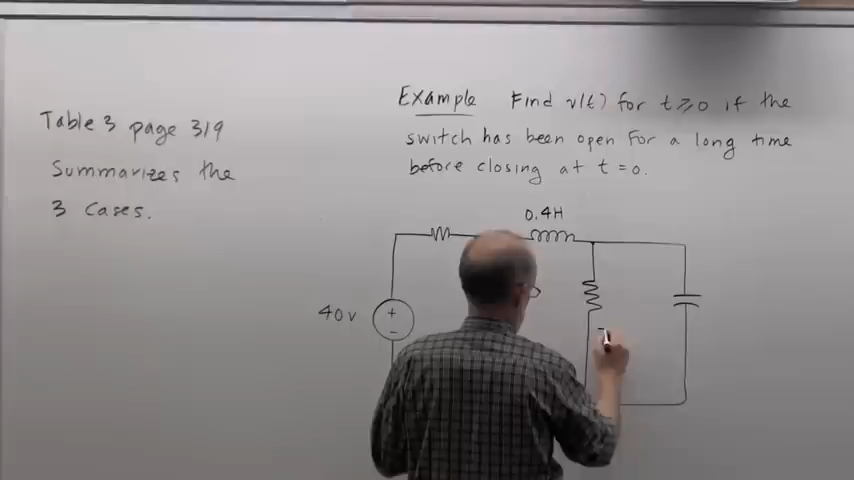 Table 3 page 319
Summarizes the
3 cases.
Example Find v(t) for t ≥ 0 if the
switch has been open for a long time
before closing at t = 0.
0.4H
40v
+
-
-